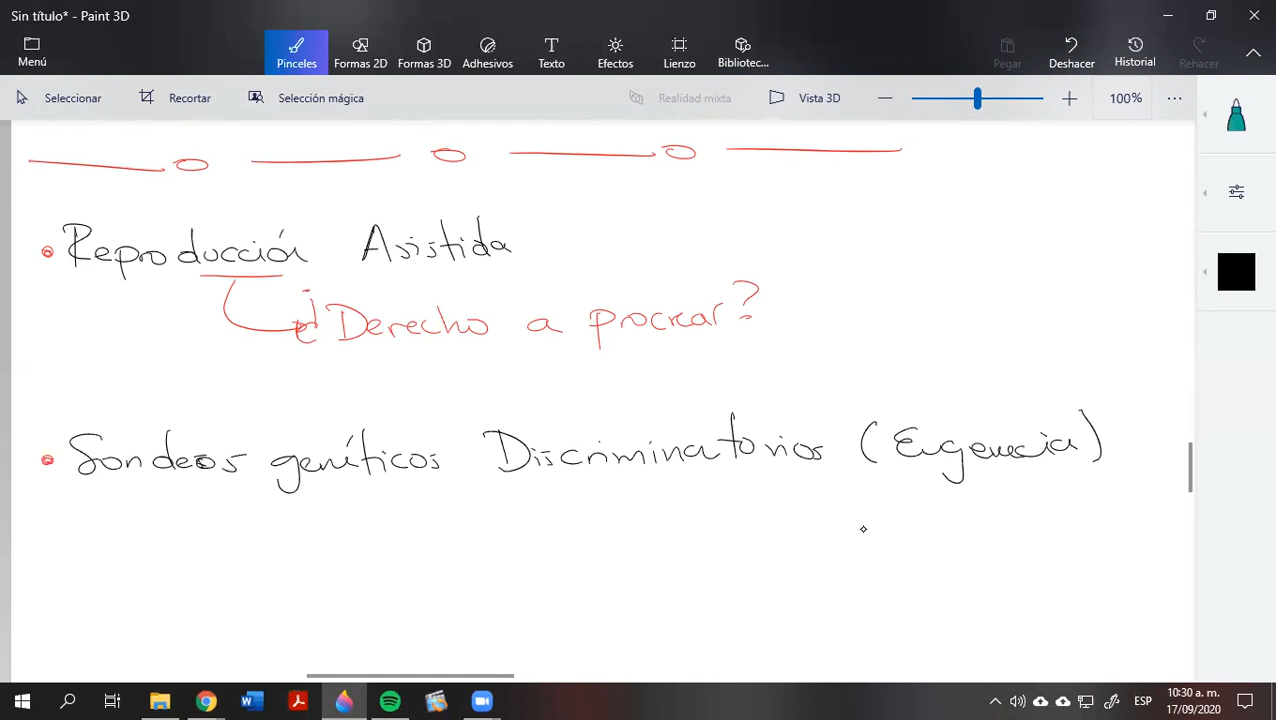 Sin título* - Paint 3D
Menú
Pinceles
Formas 2D
Formas 3D
Adhesivos
Texto
Efectos
Lienzo
Bibliotec...
Pegar
Deshacer
Historial
Rehacer
Seleccionar
Recortar
Selección mágica
Realidad mixta
Vista 3D
100%
Reproducción Asistida
¿Derecho a procrear?
Sondeos genéticos Discriminatorios (Eugenecia)
ESP
10:30 a. m.
17/09/2020